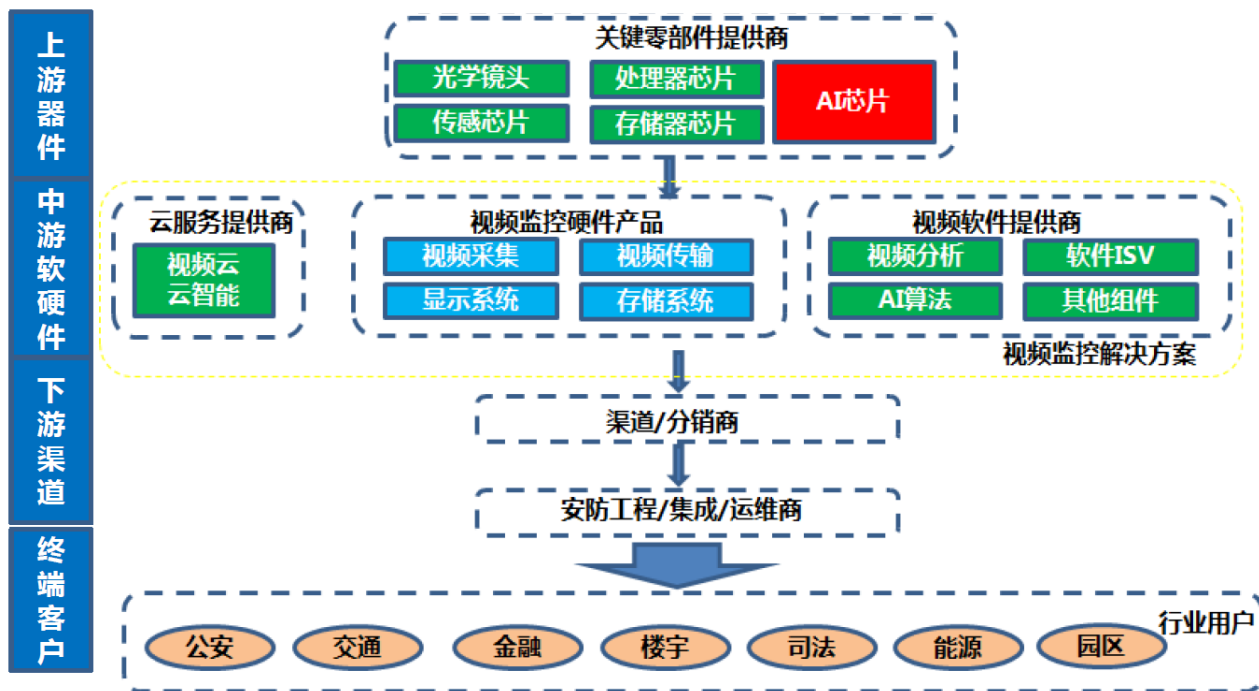 上游器件
关键零部件提供商
光学镜头
处理器芯片
AI芯片
传感芯片
存储器芯片
中游软硬件
云服务提供商
视频云
云智能
视频监控硬件产品
视频采集
视频传输
显示系统
存储系统
视频软件提供商
视频分析
软件ISV
AI算法
其他组件
视频监控解决方案
下游渠道
渠道/分销商
安防工程/集成/运维商
终端客户
行业用户
公安
交通
金融
楼宇
司法
能源
园区